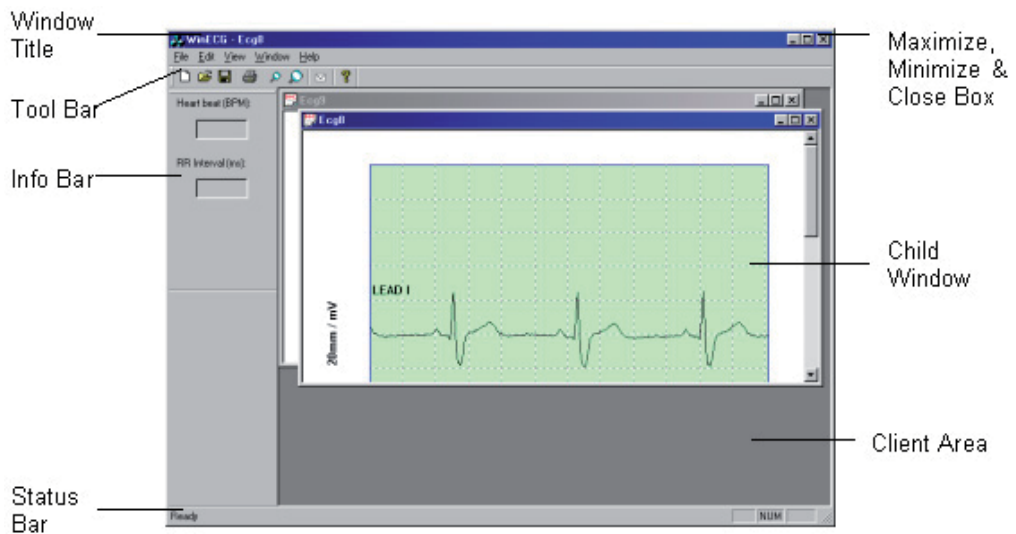 Window
Title
Tool Bar
Info Bar
Status
Bar
WinECG - Ecg8
File Edit View Window Help
Heart beat (BPM):
RR Interval (ms):
Ecg8
Ecg8
LEAD I
20mm / mV
Ready
NUM
Maximize,
Minimize &
Close Box
Child
Window
Client Area